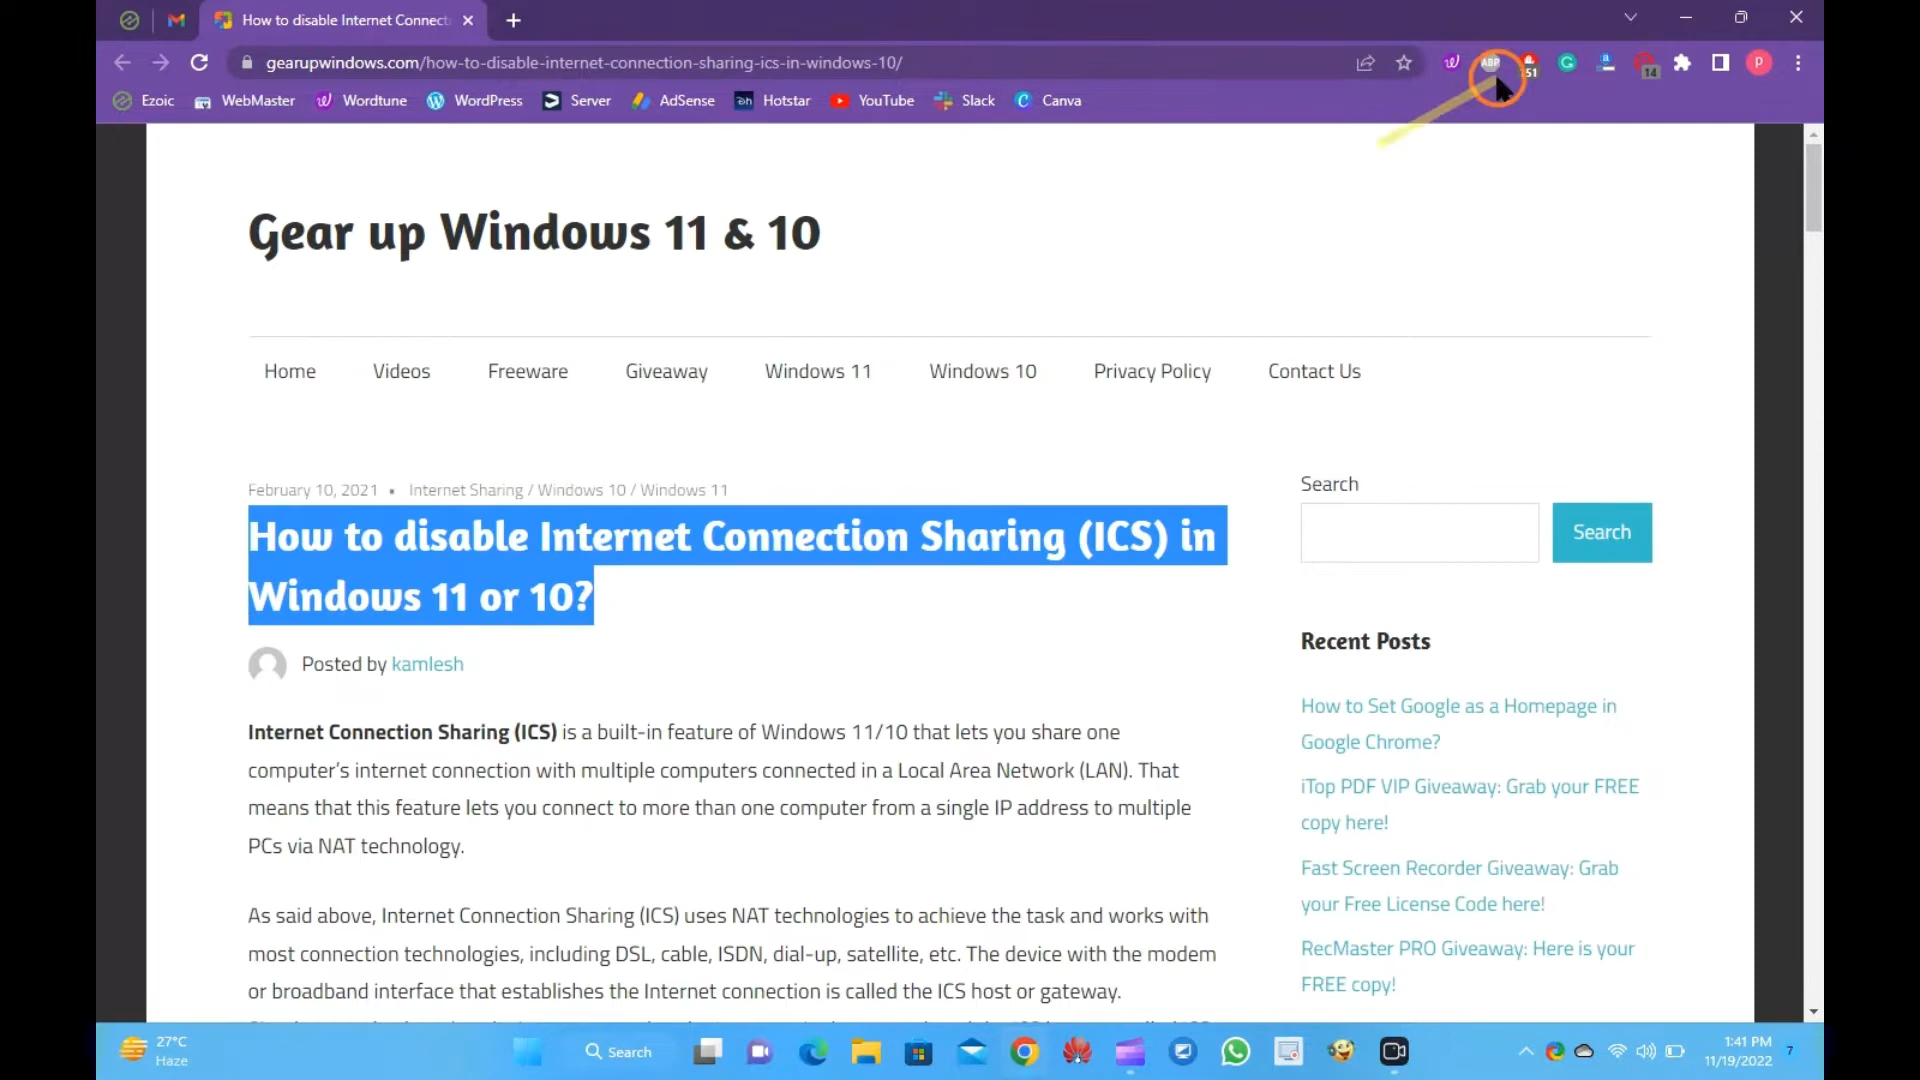 How to disable Internet Connect
gearupwindows.com/how-to-disable-internet-connection-sharing-ics-in-windows-10/
ABP
51
14
P
Ezoic WebMaster Wordtune WordPress Server AdSense Hotstar YouTube Slack Canva
Gear up Windows 11 & 10
Home Videos Freeware Giveaway Windows 11 Windows 10 Privacy Policy Contact Us
February 10, 2021 • Internet Sharing / Windows 10 / Windows 11
How to disable Internet Connection Sharing (ICS) in
Windows 11 or 10?
Posted by kamlesh
Internet Connection Sharing (ICS) is a built-in feature of Windows 11/10 that lets you share one
computer's internet connection with multiple computers connected in a Local Area Network (LAN). That
means that this feature lets you connect to more than one computer from a single IP address to multiple
PCs via NAT technology.
As said above, Internet Connection Sharing (ICS) uses NAT technologies to achieve the task and works with
most connection technologies, including DSL, cable, ISDN, dial-up, satellite, etc. The device with the modem
or broadband interface that establishes the Internet connection is called the ICS host or gateway.
Search
Search
Recent Posts
How to Set Google as a Homepage in
Google Chrome?
iTop PDF VIP Giveaway: Grab your FREE
copy here!
Fast Screen Recorder Giveaway: Grab
your Free License Code here!
RecMaster PRO Giveaway: Here is your
FREE copy!
27°C
Haze
Search
1:41 PM
11/19/2022
7